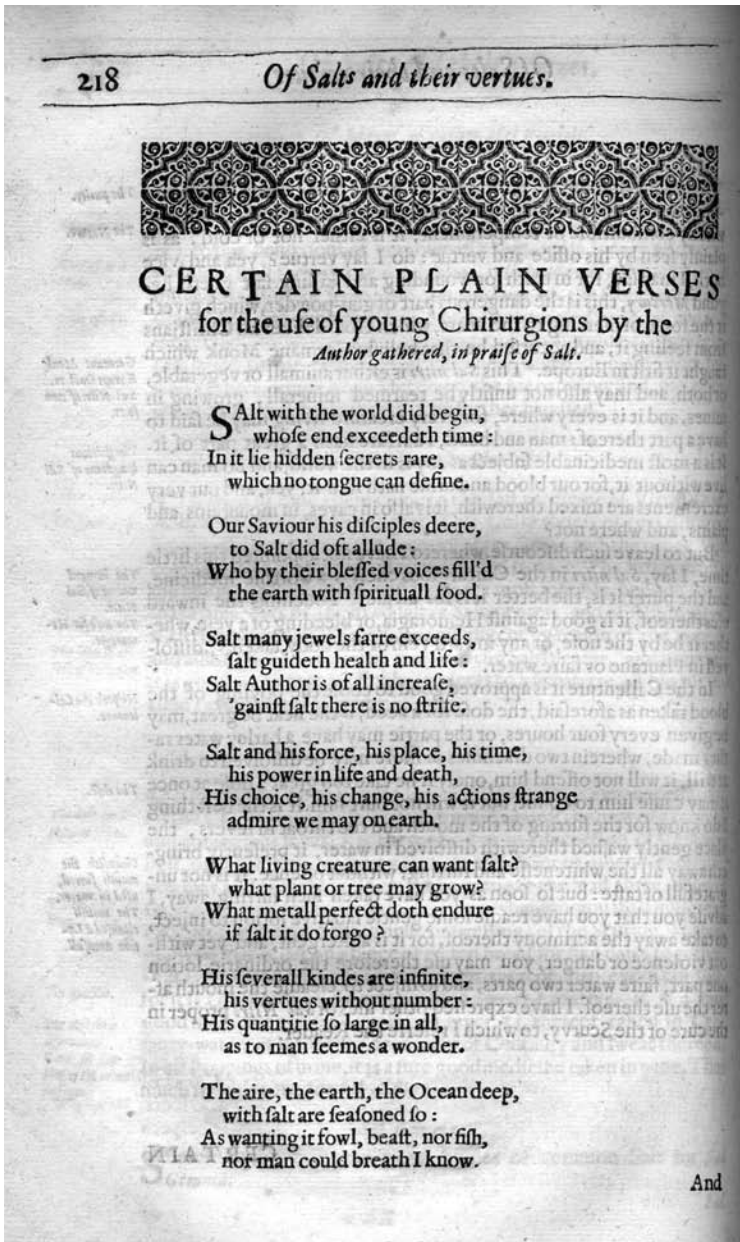 218 Of Salts and their vertues.
CERTAIN PLAIN VERSES
for the uſe of young Chirurgions by the
Author gathered, in praiſe of Salt.
SAlt with the world did begin,
whoſe end exceedeth time:
In it lie hidden ſecrets rare,
which no tongue can define.
Our Saviour his diſciples deere,
to Salt did oft allude:
Who by their bleſſed voices fill'd
the earth with ſpirituall food.
Salt many jewels farre exceeds,
ſalt guideth health and life:
Salt Author is of all increaſe,
'gainſt ſalt there is no ſtrife.
Salt and his force, his place, his time,
his power in life and death,
His choice, his change, his actions ſtrange
admire we may on earth.
What living creature can want ſalt?
what plant or tree may grow?
What metall perfect doth endure
if ſalt it do forgo?
His ſeverall kindes are infinite,
his vertues without number:
His quantitie ſo large in all,
as to man ſeemes a wonder.
The aire, the earth, the Ocean deep,
with ſalt are ſeaſoned ſo:
As wanting it fowl, beaſt, nor fiſh,
nor man could breath I know.
And